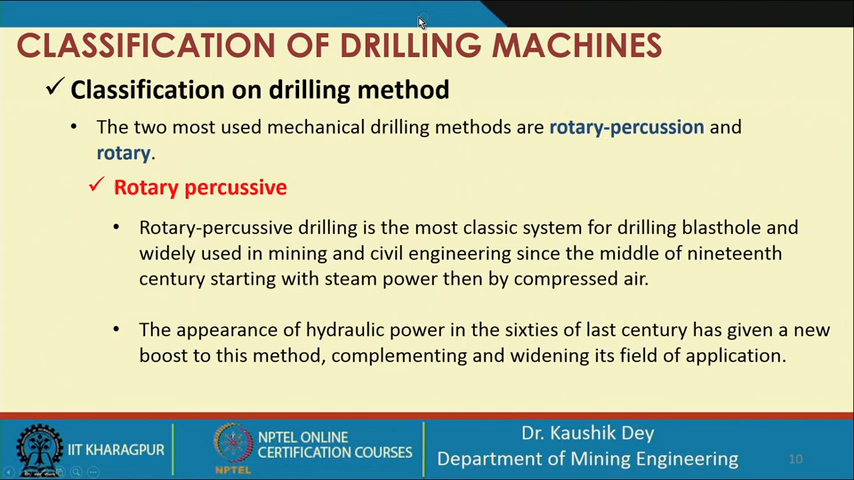 CLASSIFICATION OF DRILLING MACHINES
✓ Classification on drilling method
• The two most used mechanical drilling methods are rotary-percussion and
rotary.
✓ Rotary percussive
• Rotary-percussive drilling is the most classic system for drilling blasthole and
widely used in mining and civil engineering since the middle of nineteenth
century starting with steam power then by compressed air.
• The appearance of hydraulic power in the sixties of last century has given a new
boost to this method, complementing and widening its field of application.
IIT KHARAGPUR
NPTEL
NPTEL ONLINE
CERTIFICATION COURSES
Dr. Kaushik Dey
Department of Mining Engineering
10